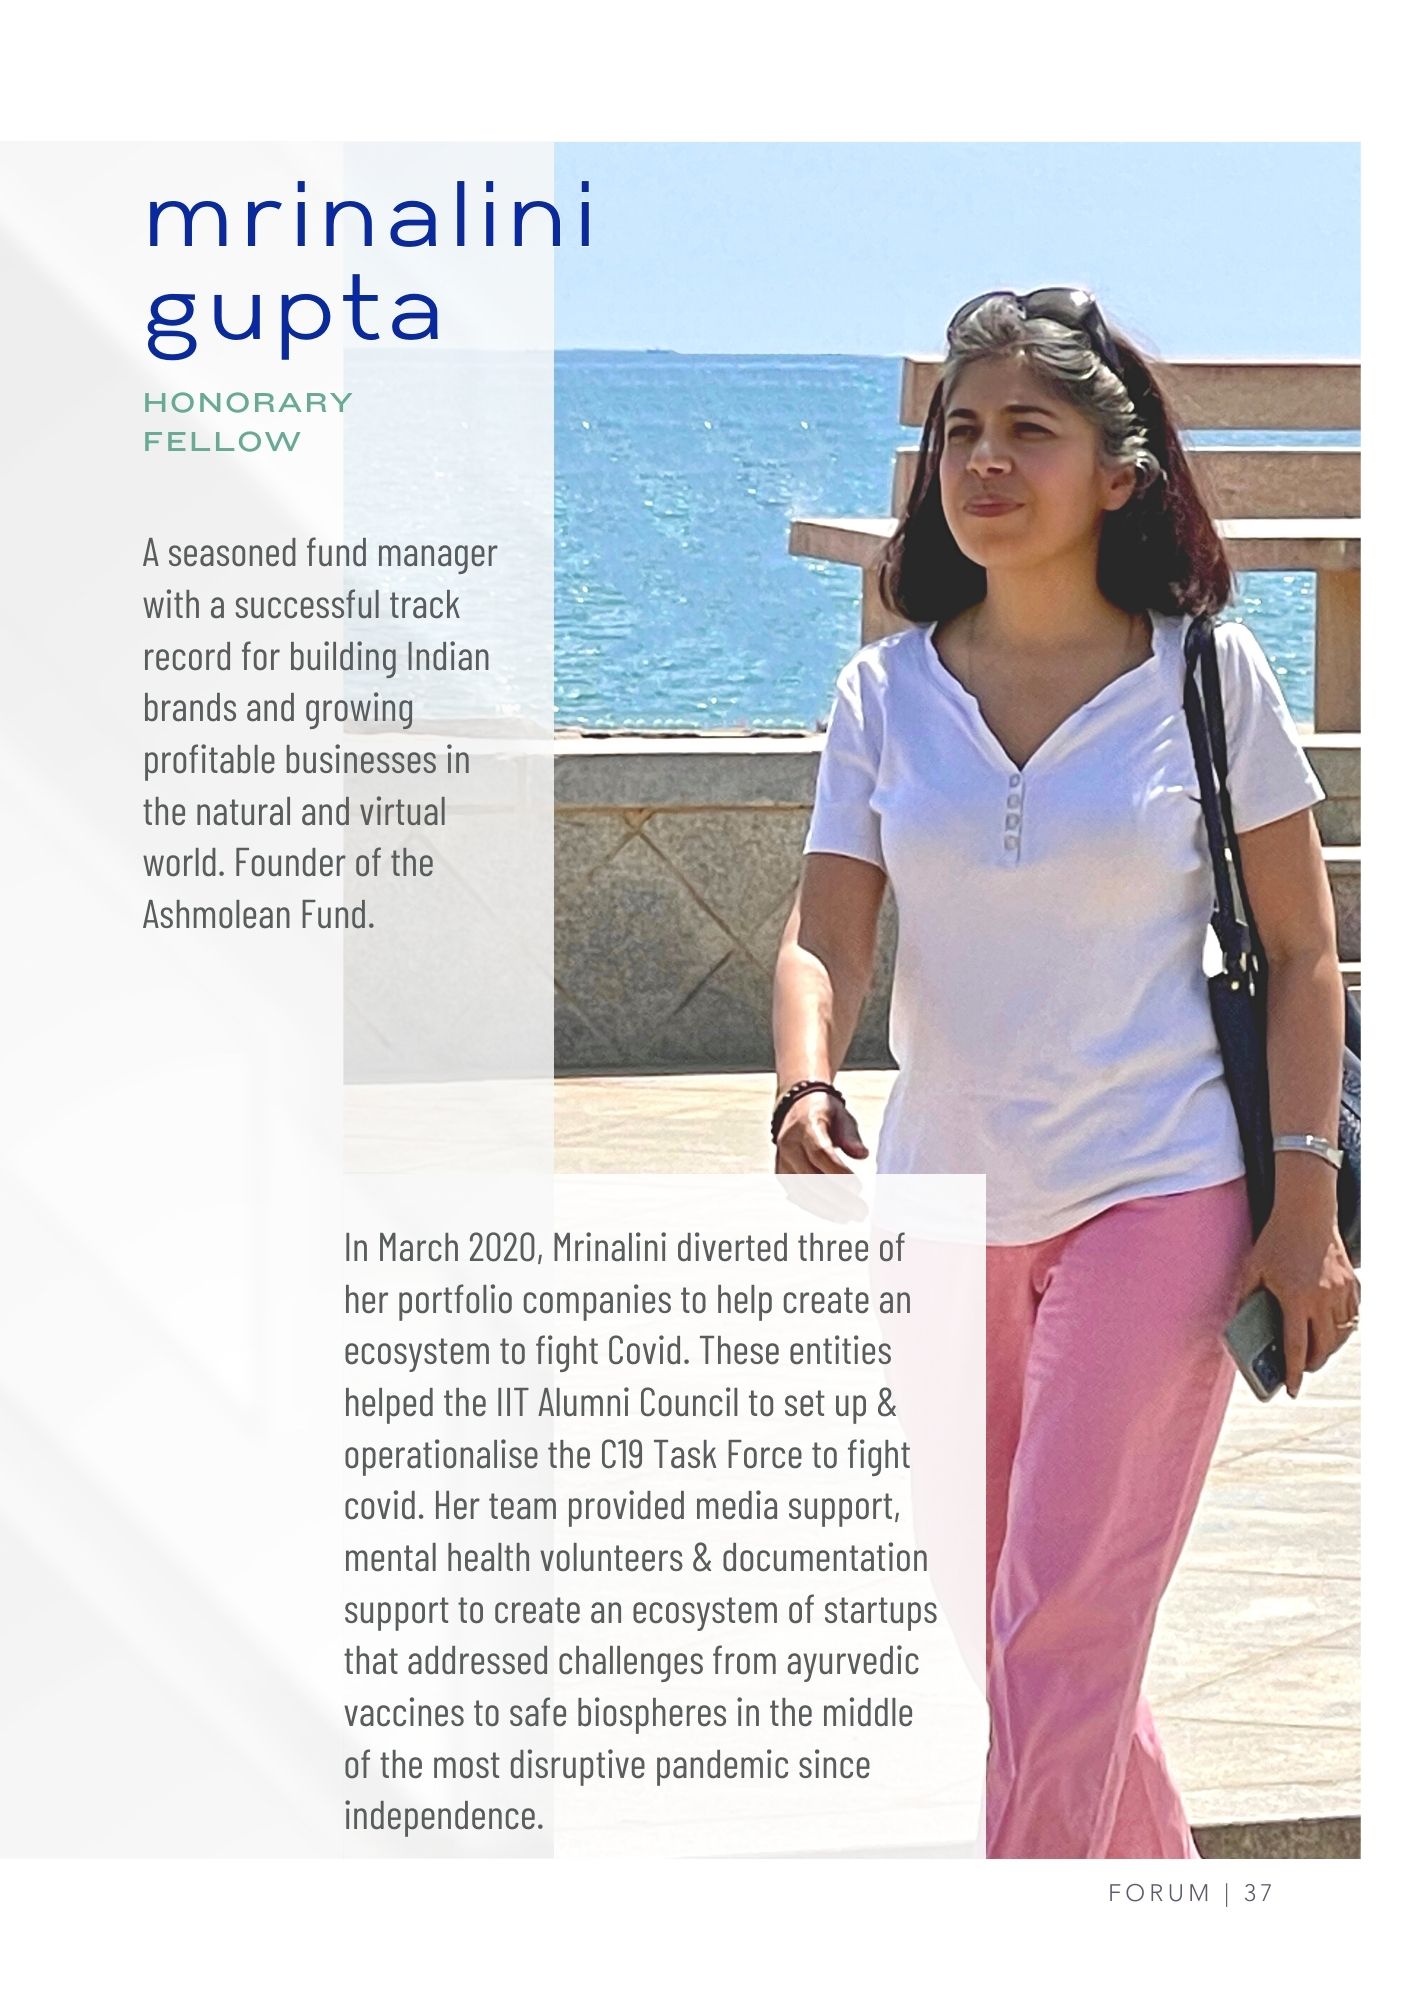 mrinalini
gupta
HONORARY
FELLOW
A seasoned fund manager
with a successful track
record for building Indian
brands and growing
profitable businesses in
the natural and virtual
world. Founder of the
Ashmolean Fund.
In March 2020, Mrinalini diverted three of
her portfolio companies to help create an
ecosystem to fight Covid. These entities
helped the IIT Alumni Council to set up &
operationalise the C19 Task Force to fight
covid. Her team provided media support,
mental health volunteers & documentation
support to create an ecosystem of startups
that addressed challenges from ayurvedic
vaccines to safe biospheres in the middle
of the most disruptive pandemic since
independence.
FORUM | 37